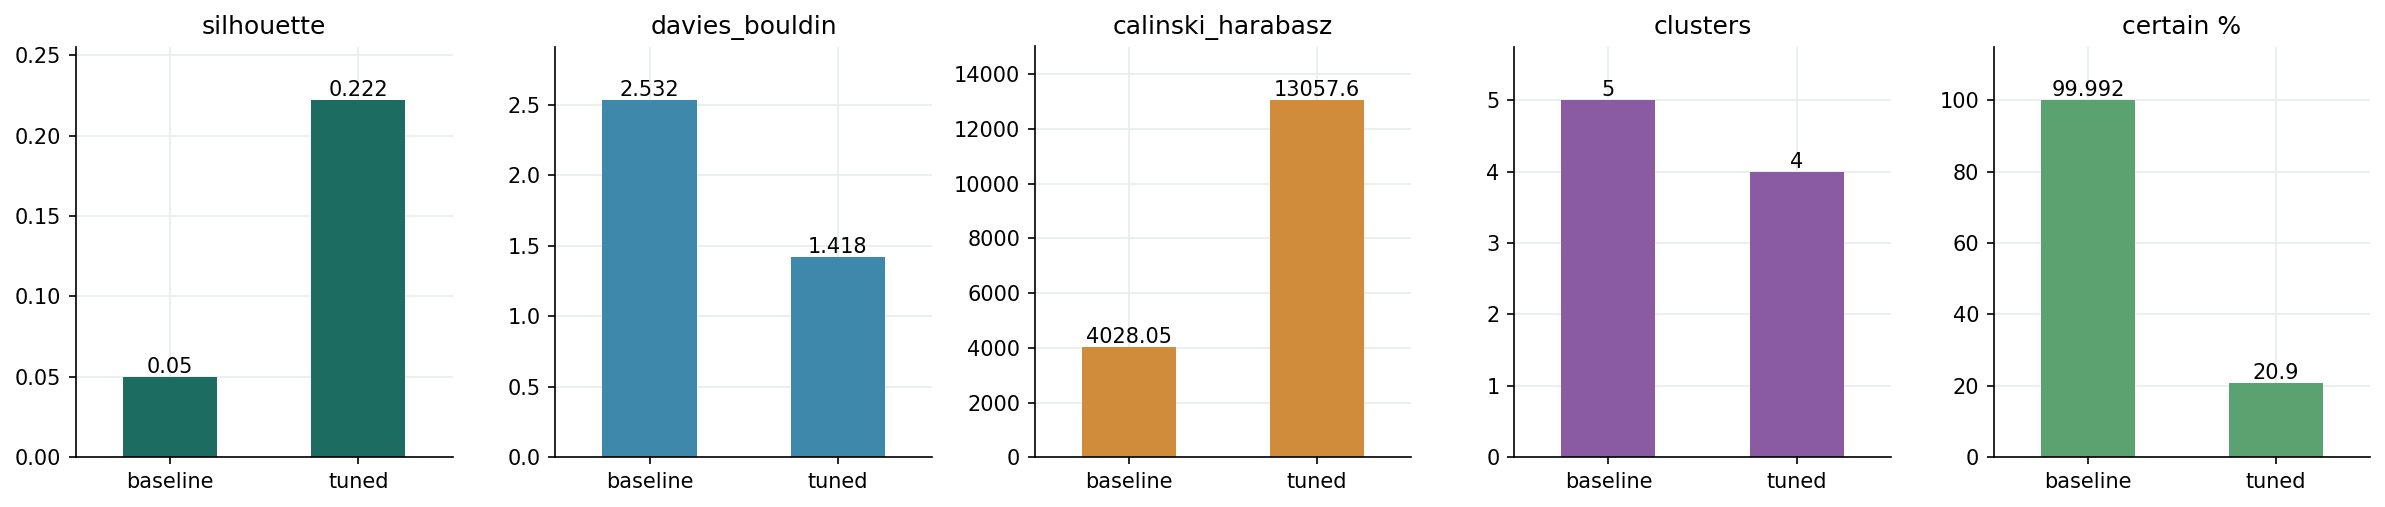 silhouette
0.25
0.20
0.15
0.10
0.05
0.00
0.05
0.222
baseline
tuned
davies_bouldin
2.5
2.0
1.5
1.0
0.5
0.0
2.532
1.418
baseline
tuned
calinski_harabasz
14000
12000
10000
8000
6000
4000
2000
0
4028.05
13057.6
baseline
tuned
clusters
5
4
3
2
1
0
5
4
baseline
tuned
certain %
100
80
60
40
20
0
99.992
20.9
baseline
tuned